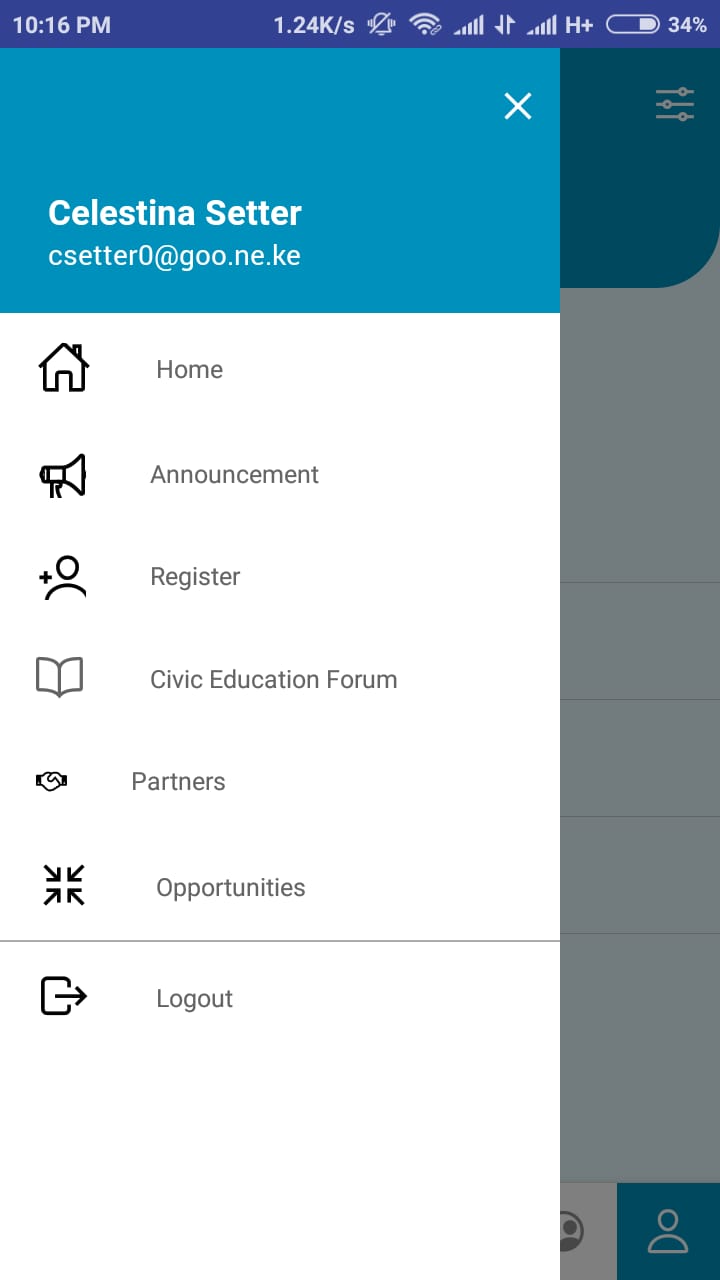 10:16 PM 1.24K/s H+ 34%
Celestina Setter
csetter0@goo.ne.ke
Home
Announcement
Register
Civic Education Forum
Partners
Opportunities
Logout